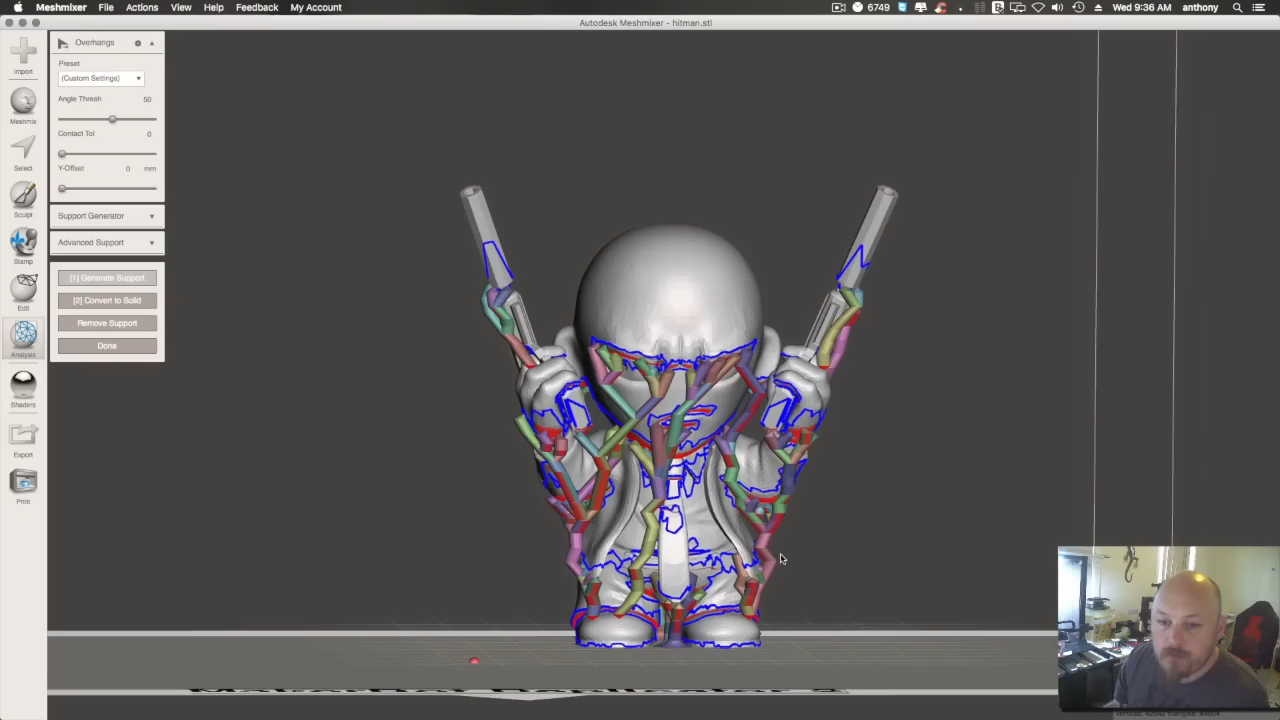 Meshmixer File Actions View Help Feedback My Account
6749
Wed 9:36 AM anthony
Autodesk Meshmixer - hitman.stl
Import
Meshmix
Select
Sculpt
Stamp
Edit
Analysis
Shaders
Export
Print
Overhangs
Preset
(Custom Settings)
Angle Thresh 50
Contact Tol 0
Y-Offset 0 mm
Support Generator
Advanced Support
[1] Generate Support
[2] Convert to Solid
Remove Support
Done